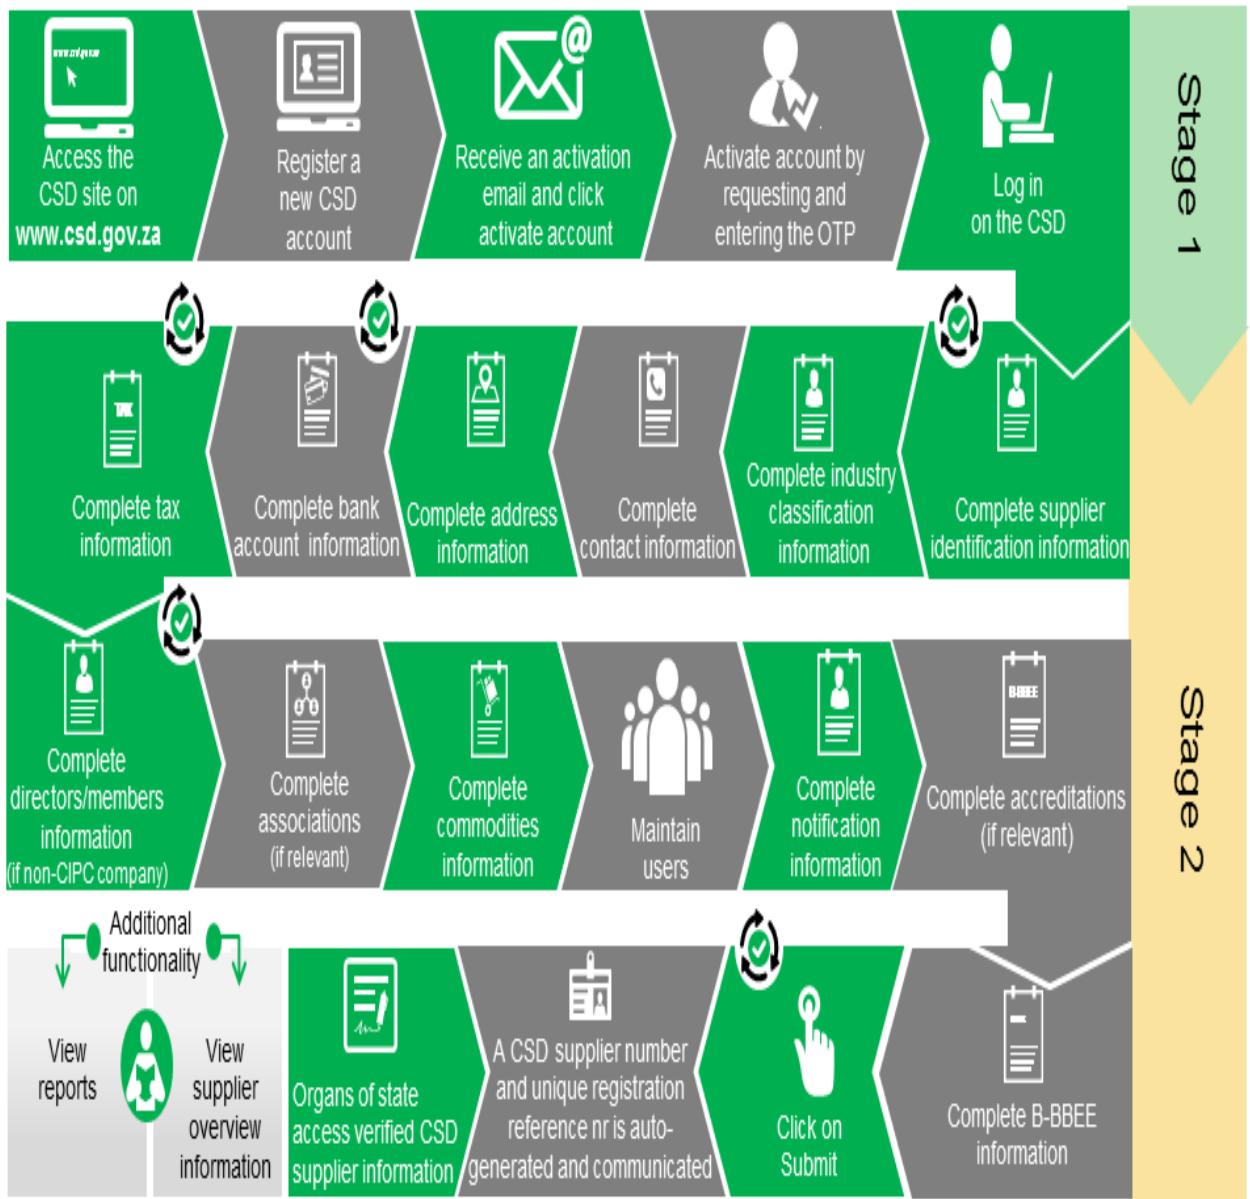 www.csd.gov.za
Access the
CSD site on
www.csd.gov.za
Register a
new CSD
account
@
Receive an activation
email and click
activate account
Activate account by
requesting and
entering the OTP
Log in
on the CSD
Stage 1
Complete supplier
identification information
Complete industry
classification
information
Complete
contact information
Complete address
information
Complete bank
account information
TAX
Complete tax
information
Stage 2
Complete
directors/members
information
(if non-CIPC company)
Complete
associations
(if relevant)
Complete
commodities
information
Maintain
users
Complete
notification
information
B-BBEE
Complete accreditations
(if relevant)
Complete B-BBEE
information
Click on
Submit
A CSD supplier number
and unique registration
reference nr is auto-
generated and communicated
Organs of state
access verified CSD
supplier information
Additional
functionality
View
reports
View
supplier
overview
information